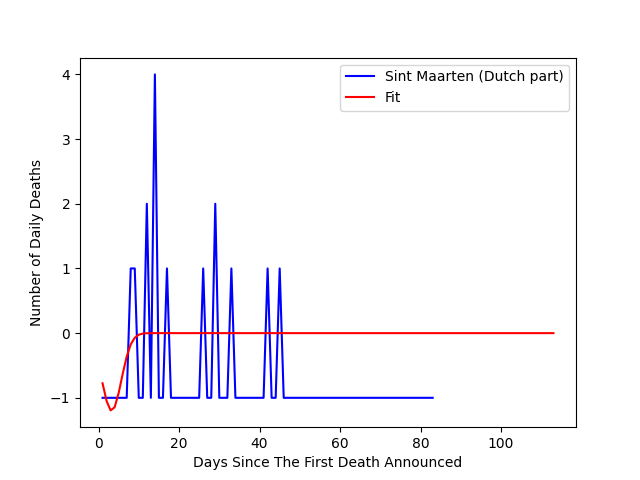 Sint Maarten (Dutch part)
Fit
Number of Daily Deaths
4
3
2
1
0
−1
0 20 40 60 80 100
Days Since The First Death Announced